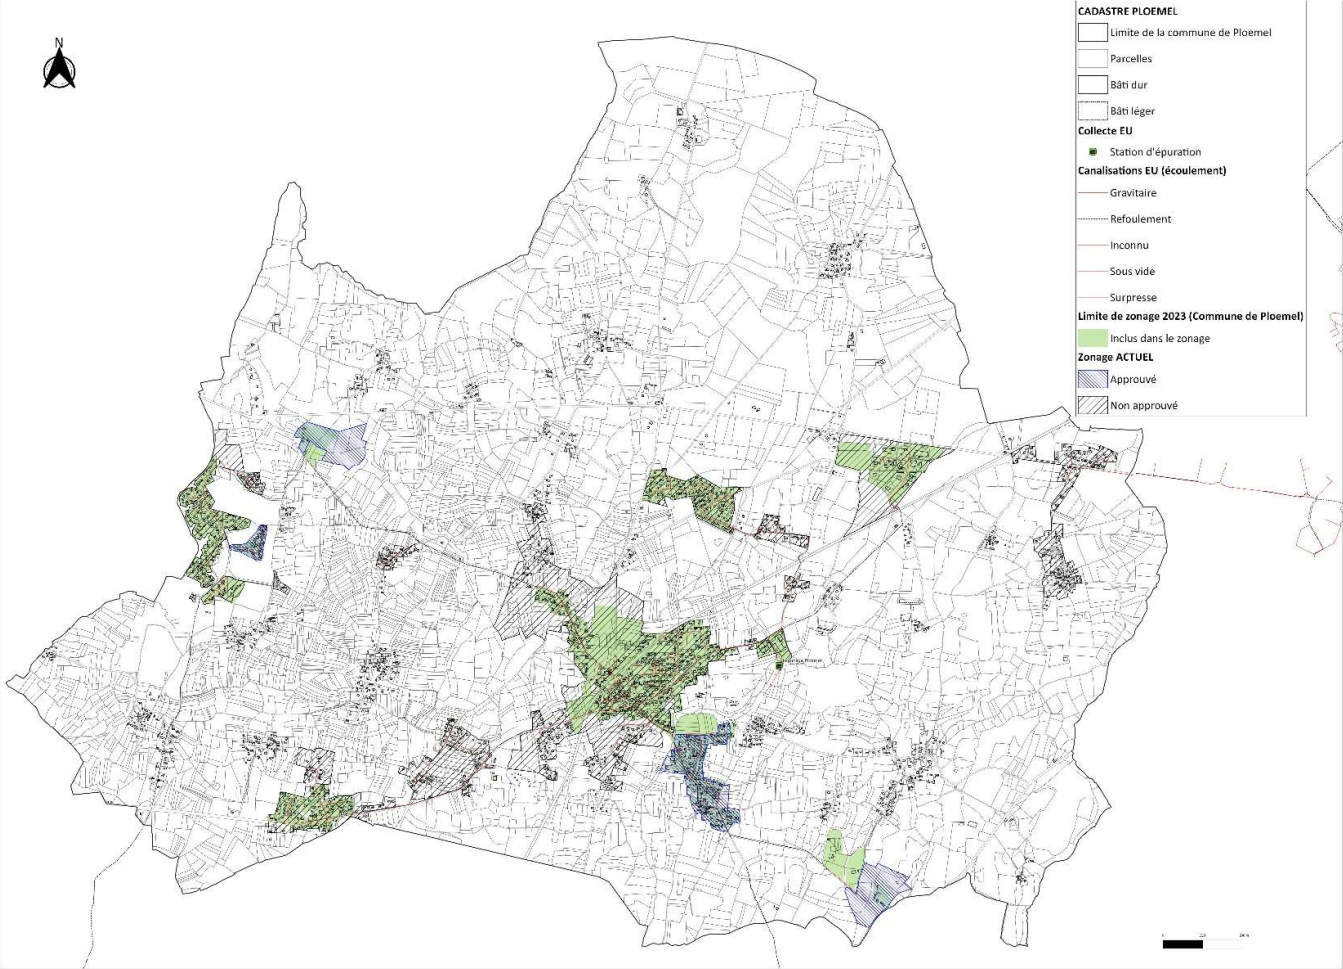 N
CADASTRE PLOEMEL
Limite de la commune de Ploemel
Parcelles
Bâti dur
Bâti léger
Collecte EU
Station d'épuration
Canalisations EU (écoulement)
Gravitaire
Refoulement
Inconnu
Sous vide
Surpresse
Limite de zonage 2023 (Commune de Ploemel)
Inclus dans le zonage
Zonage ACTUEL
Approuvé
Non approuvé